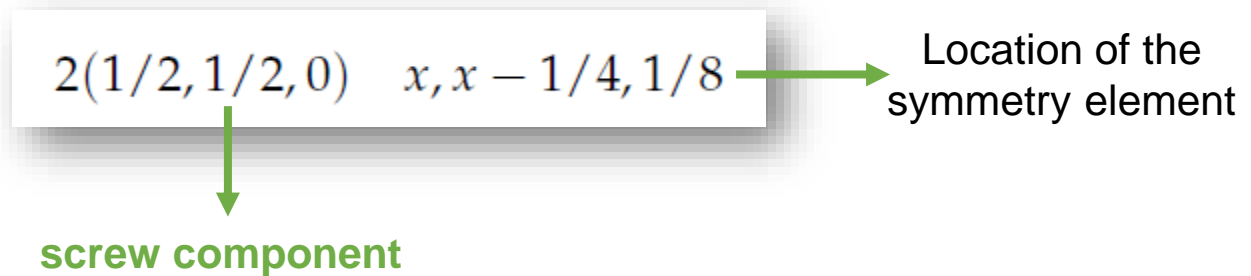 2(1/2, 1/2, 0) x, x − 1/4, 1/8
Location of the
symmetry element
screw component